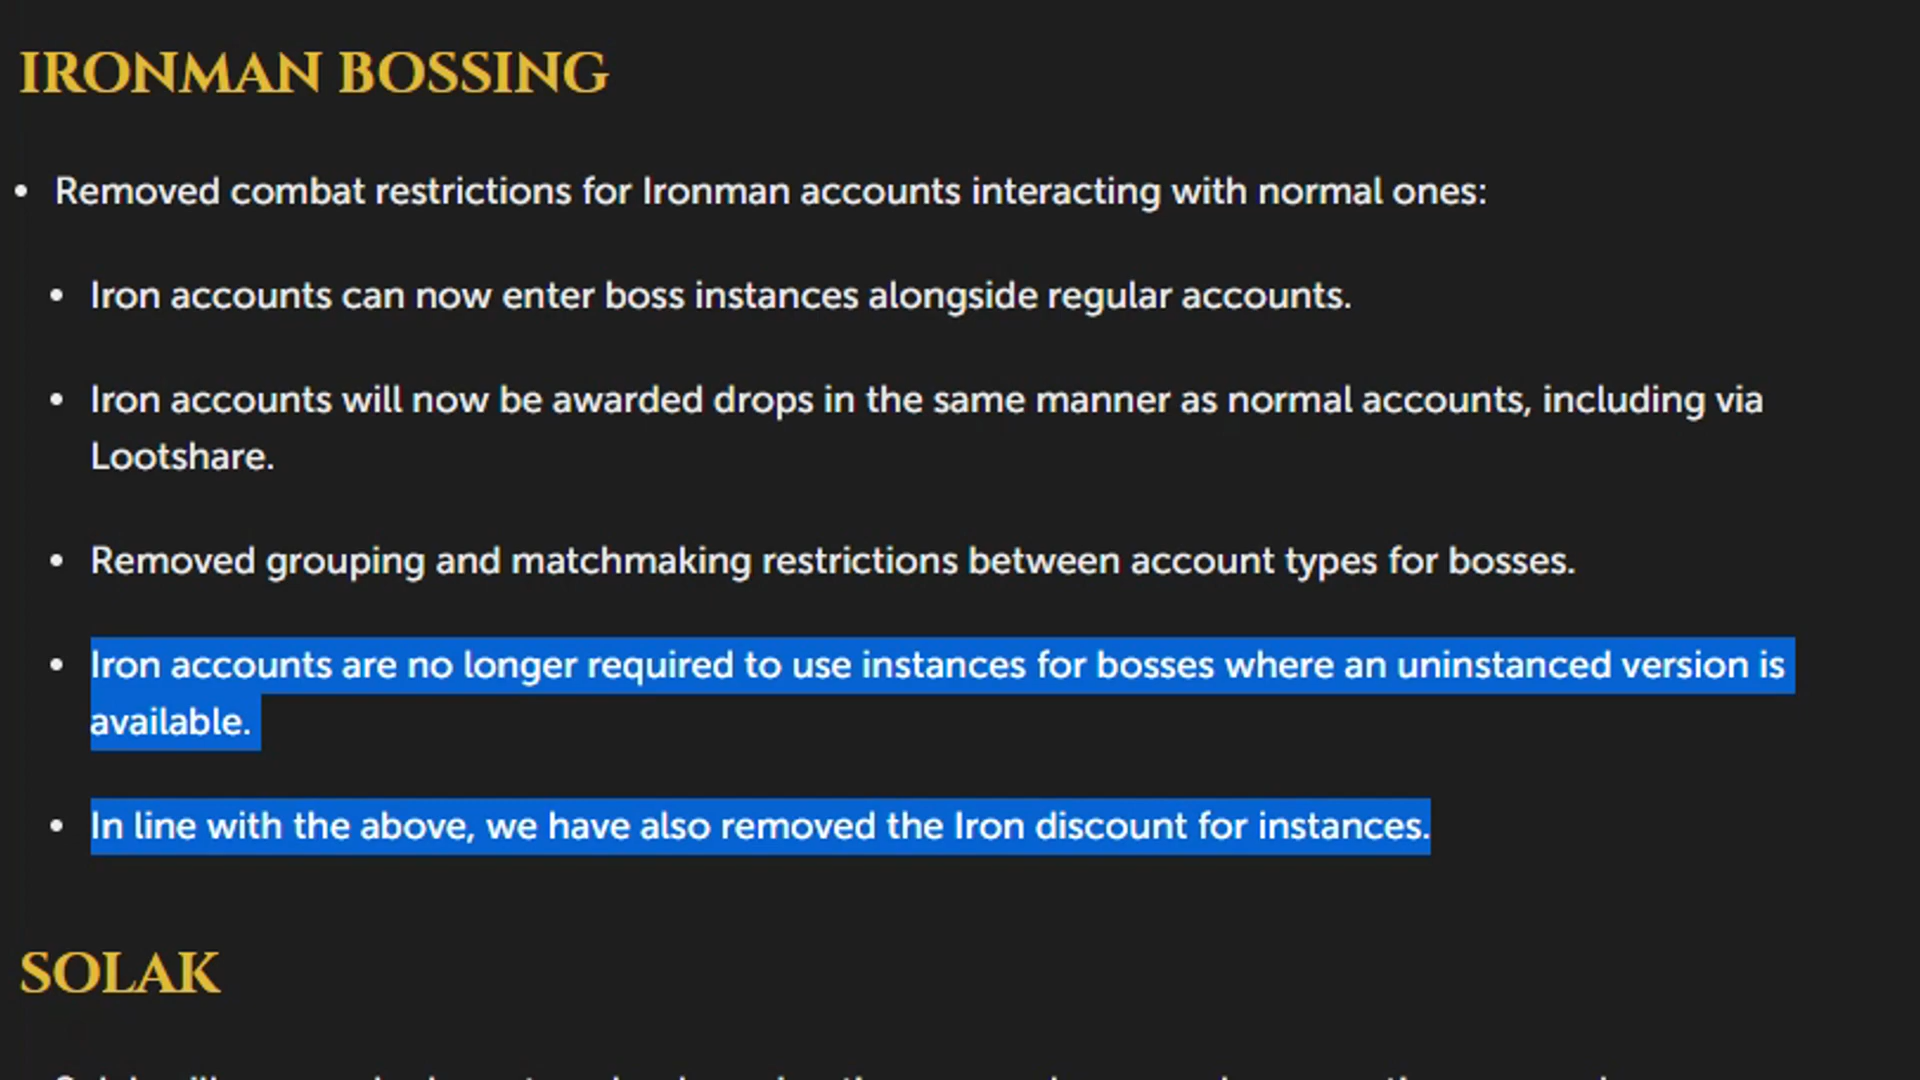 IRONMAN BOSSING
• Removed combat restrictions for Ironman accounts interacting with normal ones:
• Iron accounts can now enter boss instances alongside regular accounts.
• Iron accounts will now be awarded drops in the same manner as normal accounts, including via
Lootshare.
• Removed grouping and matchmaking restrictions between account types for bosses.
• Iron accounts are no longer required to use instances for bosses where an uninstanced version is
available.
• In line with the above, we have also removed the Iron discount for instances.
SOLAK